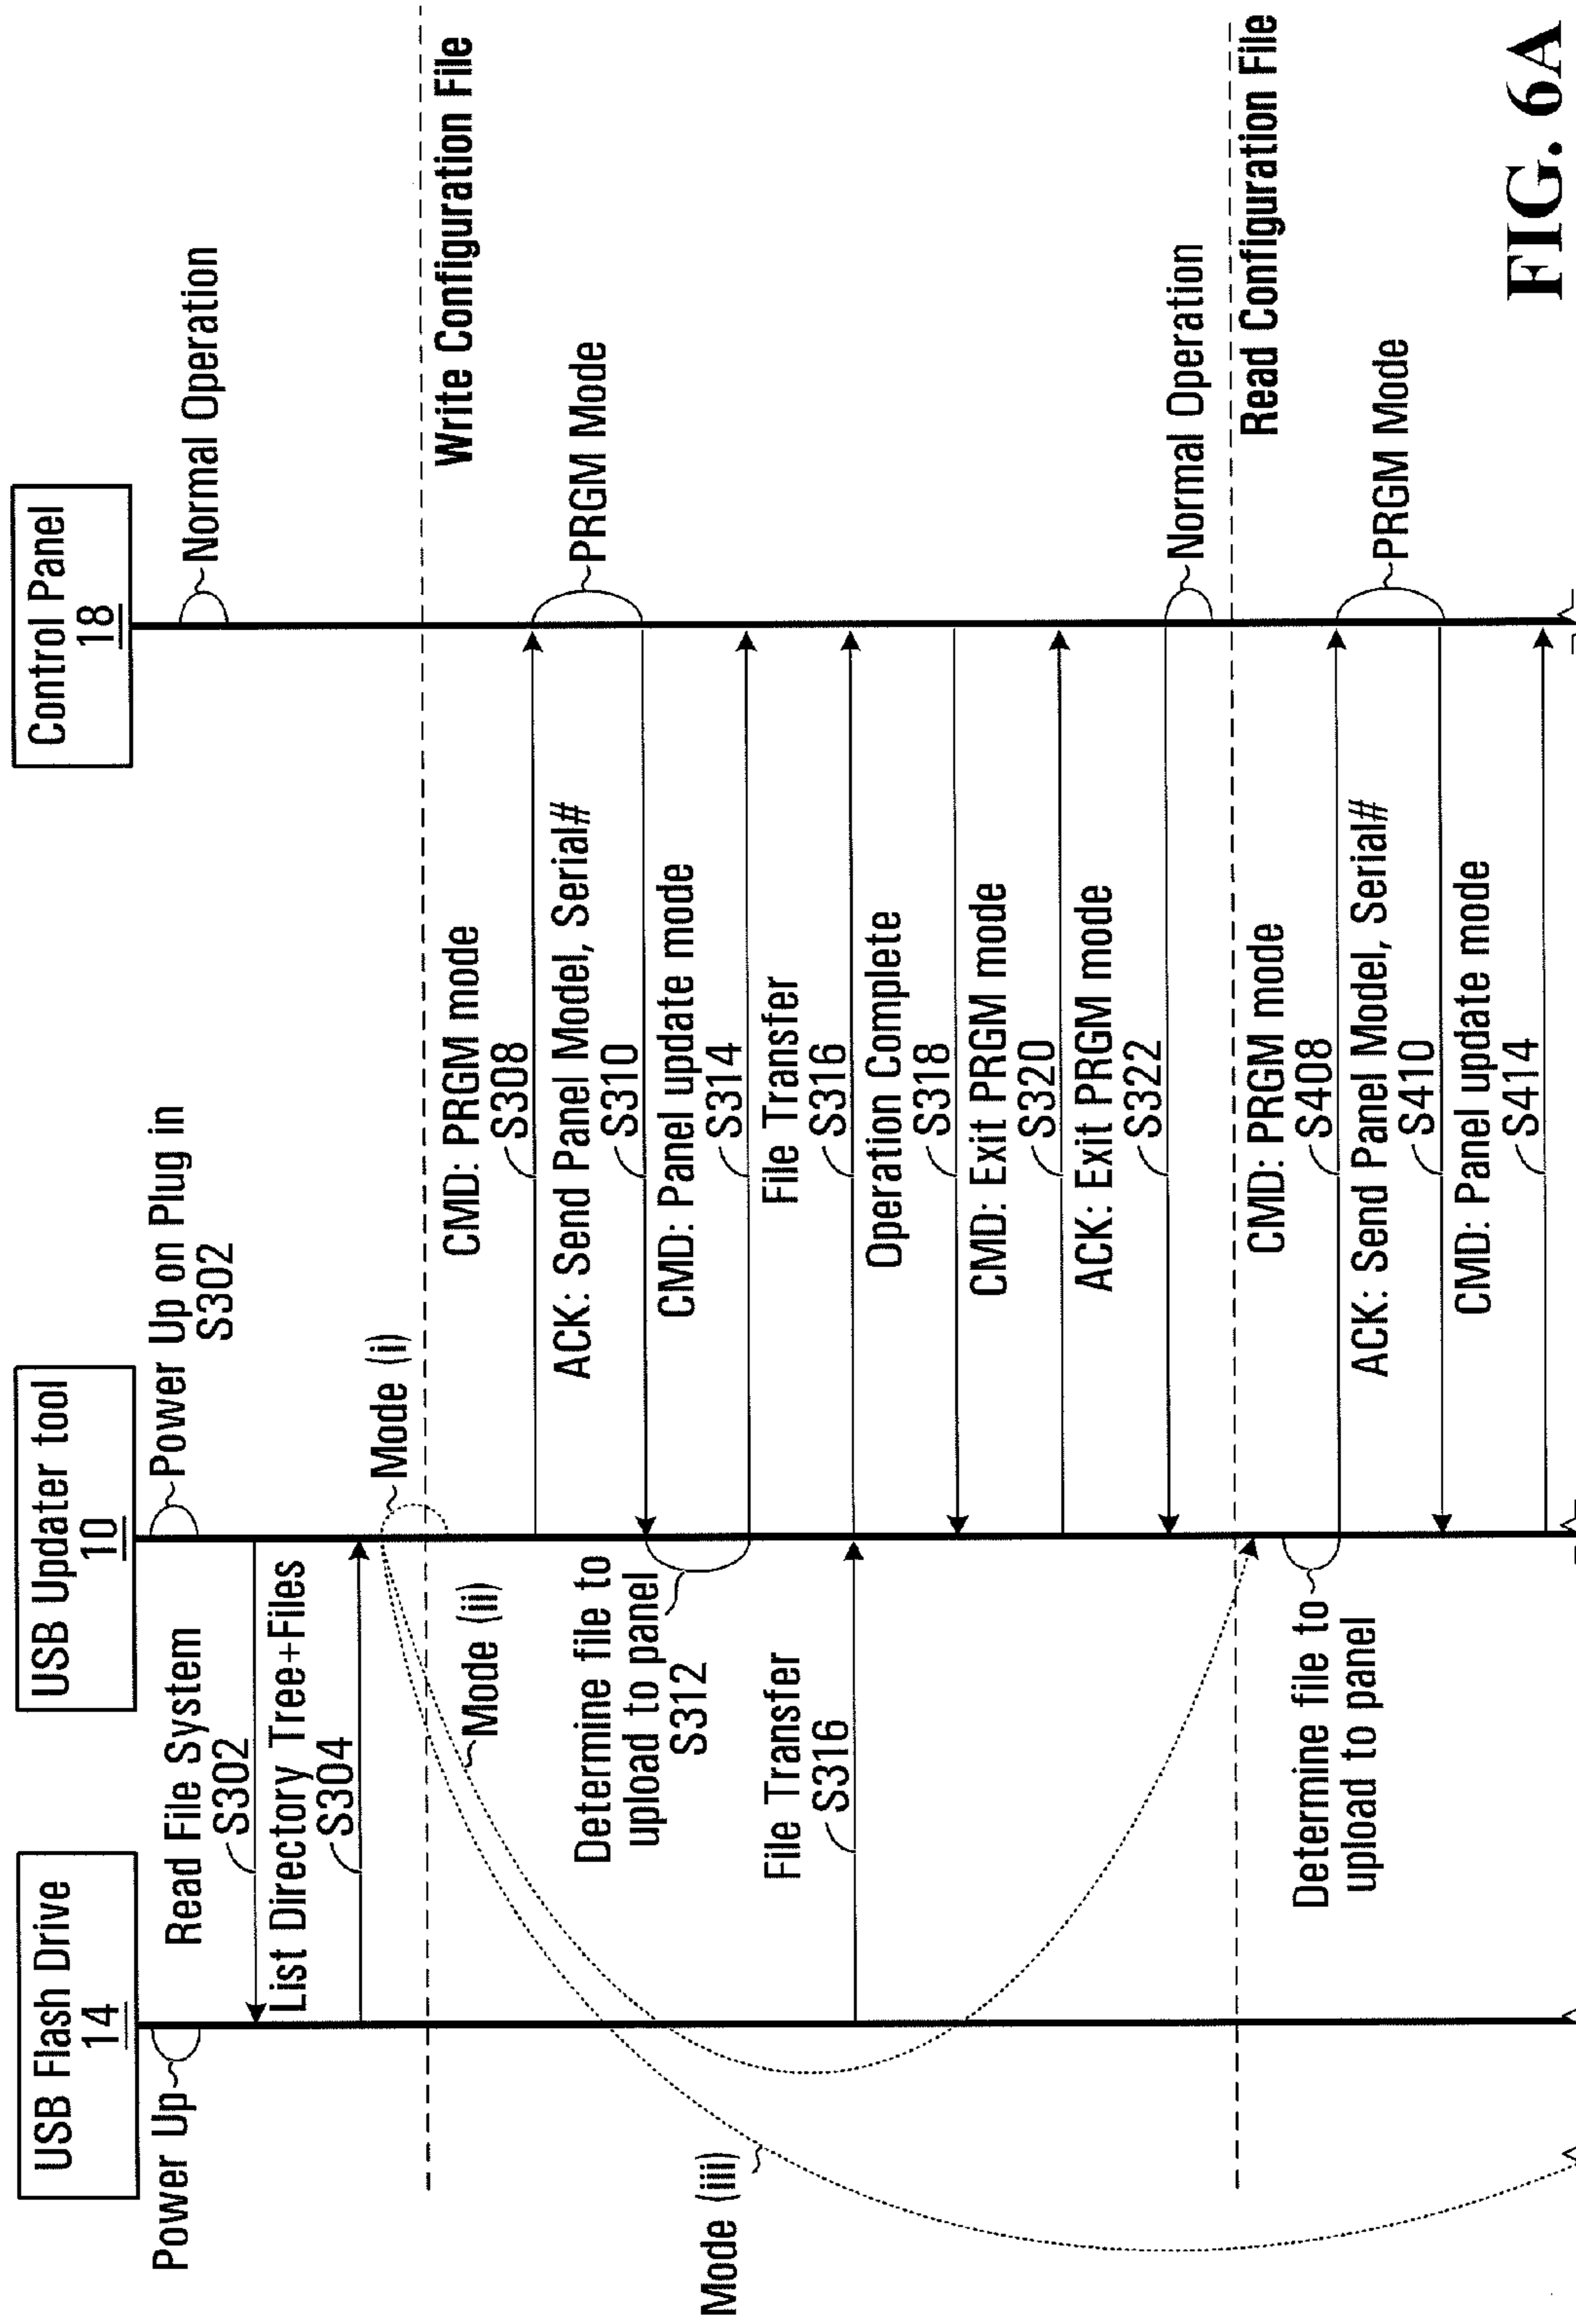 USB Flash Drive
14
USB Updater tool
10
Control Panel
18
Power Up
Power Up on Plug in
S302
Normal Operation
Read File System
S302
List Directory Tree+Files
S304
Mode (i)
Write Configuration File
Mode (ii)
Mode (iii)
CMD: PRGM mode
S308
PRGM Mode
ACK: Send Panel Model, Serial#
S310
Determine file to
upload to panel
S312
CMD: Panel update mode
S314
File Transfer
S316
File Transfer
S316
Operation Complete
S318
CMD: Exit PRGM mode
S320
ACK: Exit PRGM mode
S322
Normal Operation
Read Configuration File
Determine file to
upload to panel
CMD: PRGM mode
S408
PRGM Mode
ACK: Send Panel Model, Serial#
S410
CMD: Panel update mode
S414
FIG. 6A